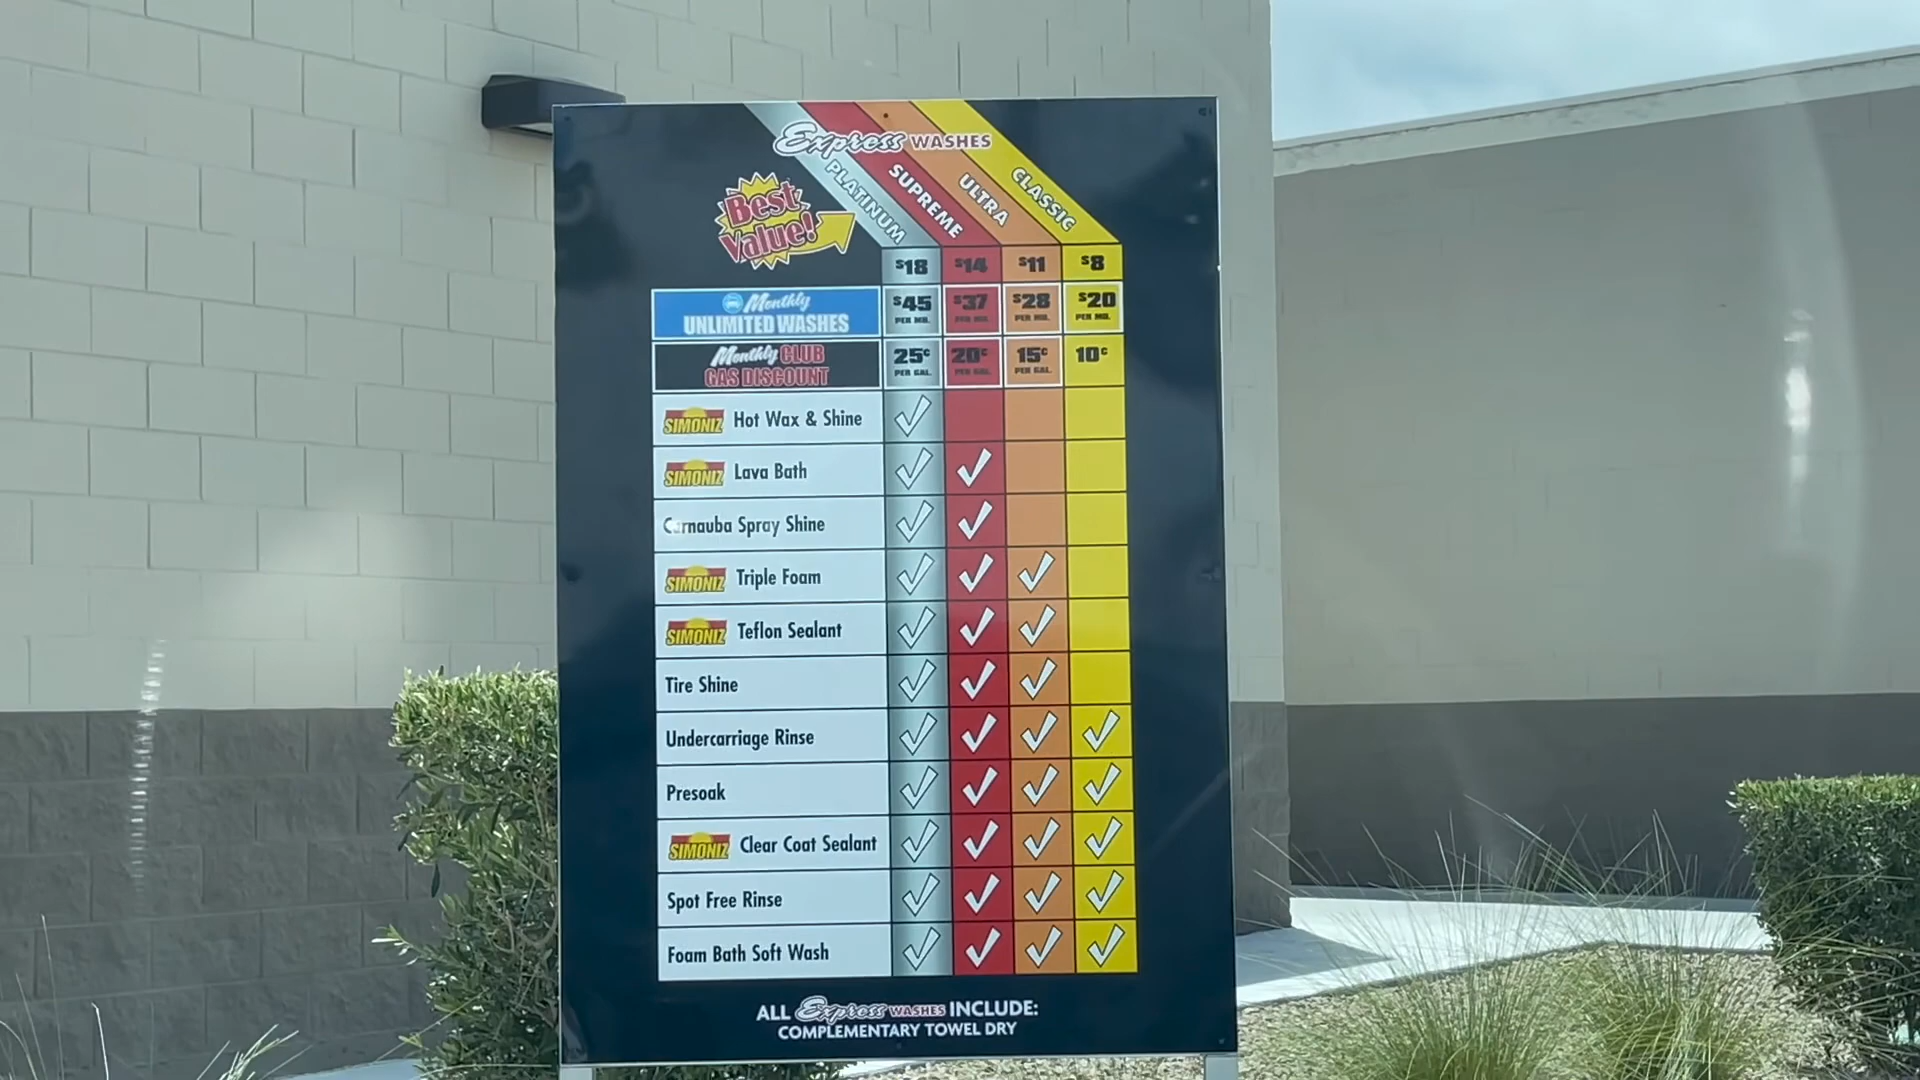 Express WASHES
PLATINUM
SUPREME
ULTRA
CLASSIC
Best
Value!
$18 $14 $11 $8
Monthly
UNLIMITED WASHES
$45 PER MO. $37 PER MO. $28 PER MO. $20 PER MO.
Monthly CLUB
GAS DISCOUNT
25¢ PER GAL. 20¢ PER GAL. 15¢ PER GAL. 10¢
SIMONIZ Hot Wax & Shine
SIMONIZ Lava Bath
Carnauba Spray Shine
SIMONIZ Triple Foam
SIMONIZ Teflon Sealant
Tire Shine
Undercarriage Rinse
Presoak
SIMONIZ Clear Coat Sealant
Spot Free Rinse
Foam Bath Soft Wash
ALL Express WASHES INCLUDE:
COMPLEMENTARY TOWEL DRY